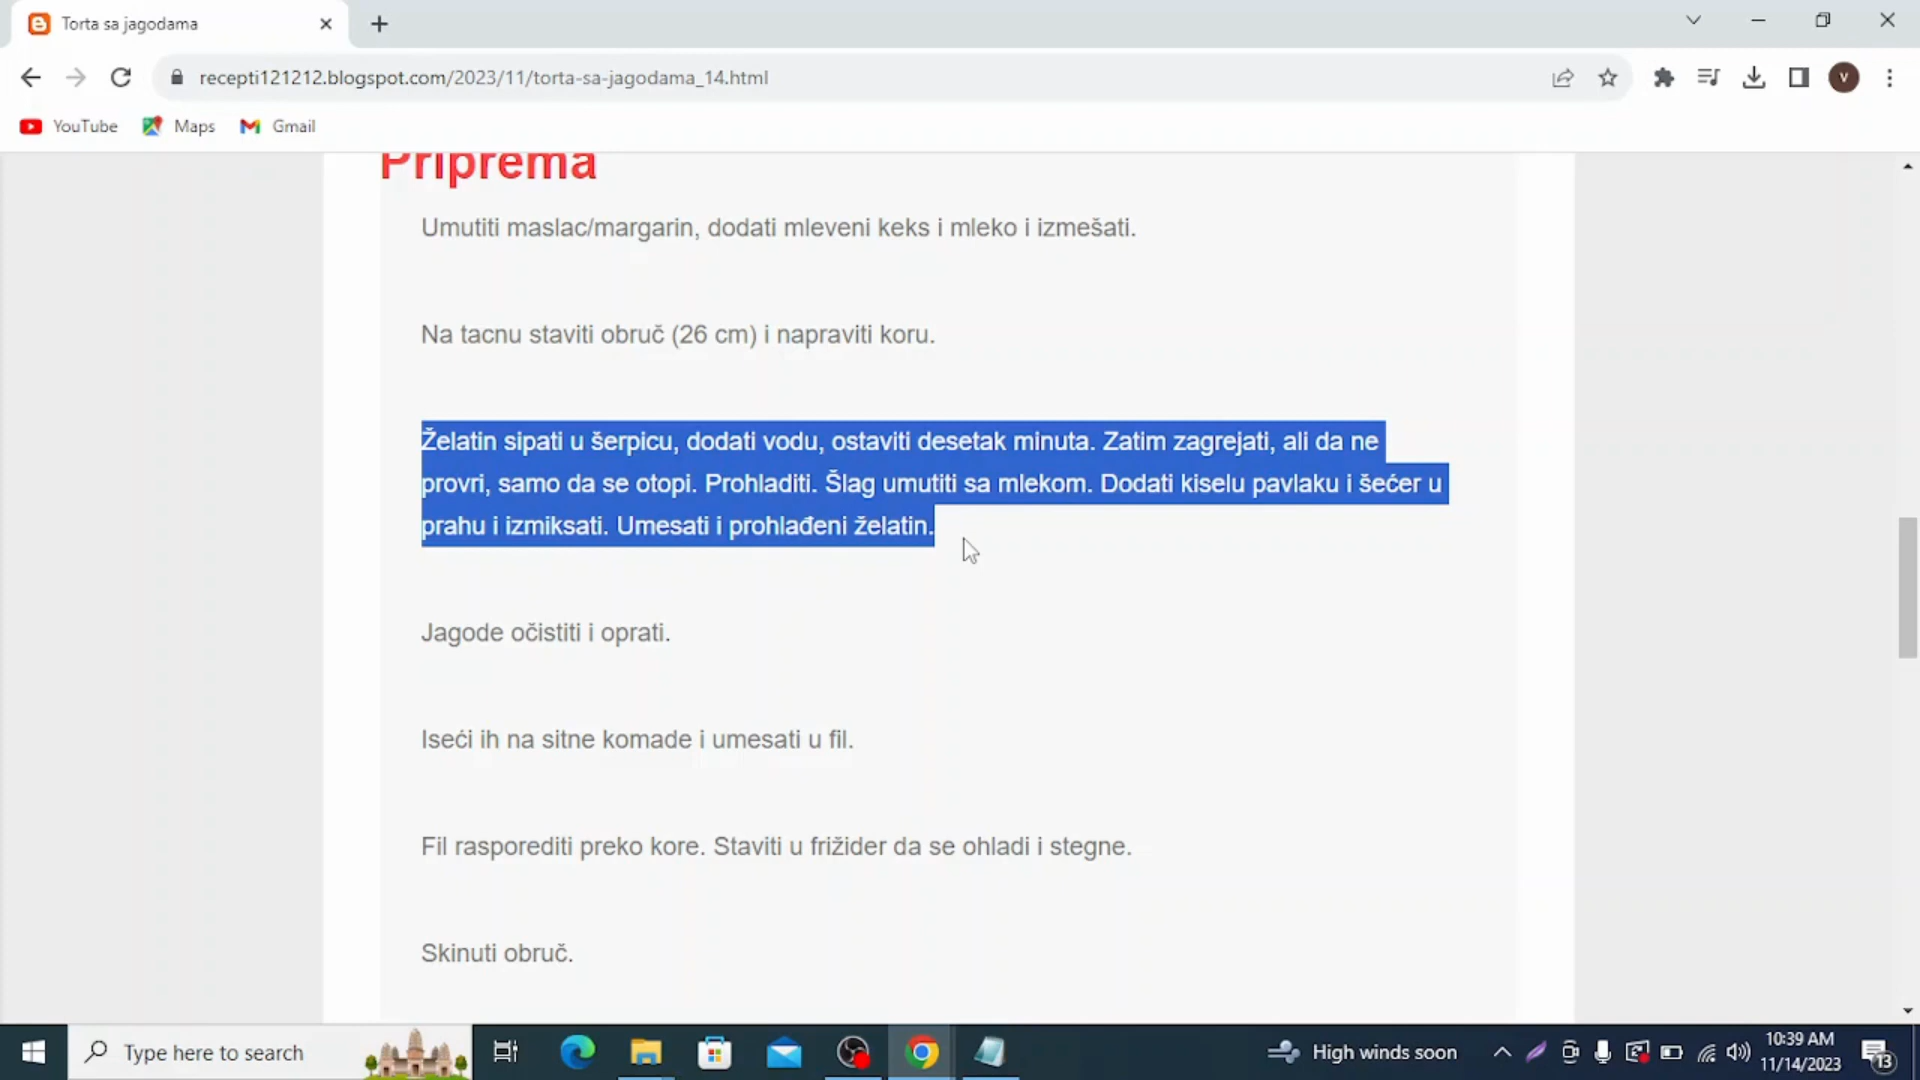 Torta sa jagodama
recepti121212.blogspot.com/2023/11/torta-sa-jagodama_14.html
V
YouTube
Maps
Gmail
Priprema
Umutiti maslac/margarin, dodati mleveni keks i mleko i izmešati.
Na tacnu staviti obruč (26 cm) i napraviti koru.
Želatin sipati u šerpicu, dodati vodu, ostaviti desetak minuta. Zatim zagrejati, ali da ne
provri, samo da se otopi. Prohladiti. Šlag umutiti sa mlekom. Dodati kiselu pavlaku i šećer u
prahu i izmiksati. Umesati i prohlađeni želatin.
Jagode očistiti i oprati.
Iseći ih na sitne komade i umesati u fil.
Fil rasporediti preko kore. Staviti u frižider da se ohladi i stegne.
Skinuti obruč.
Type here to search
High winds soon
10:39 AM
11/14/2023
13